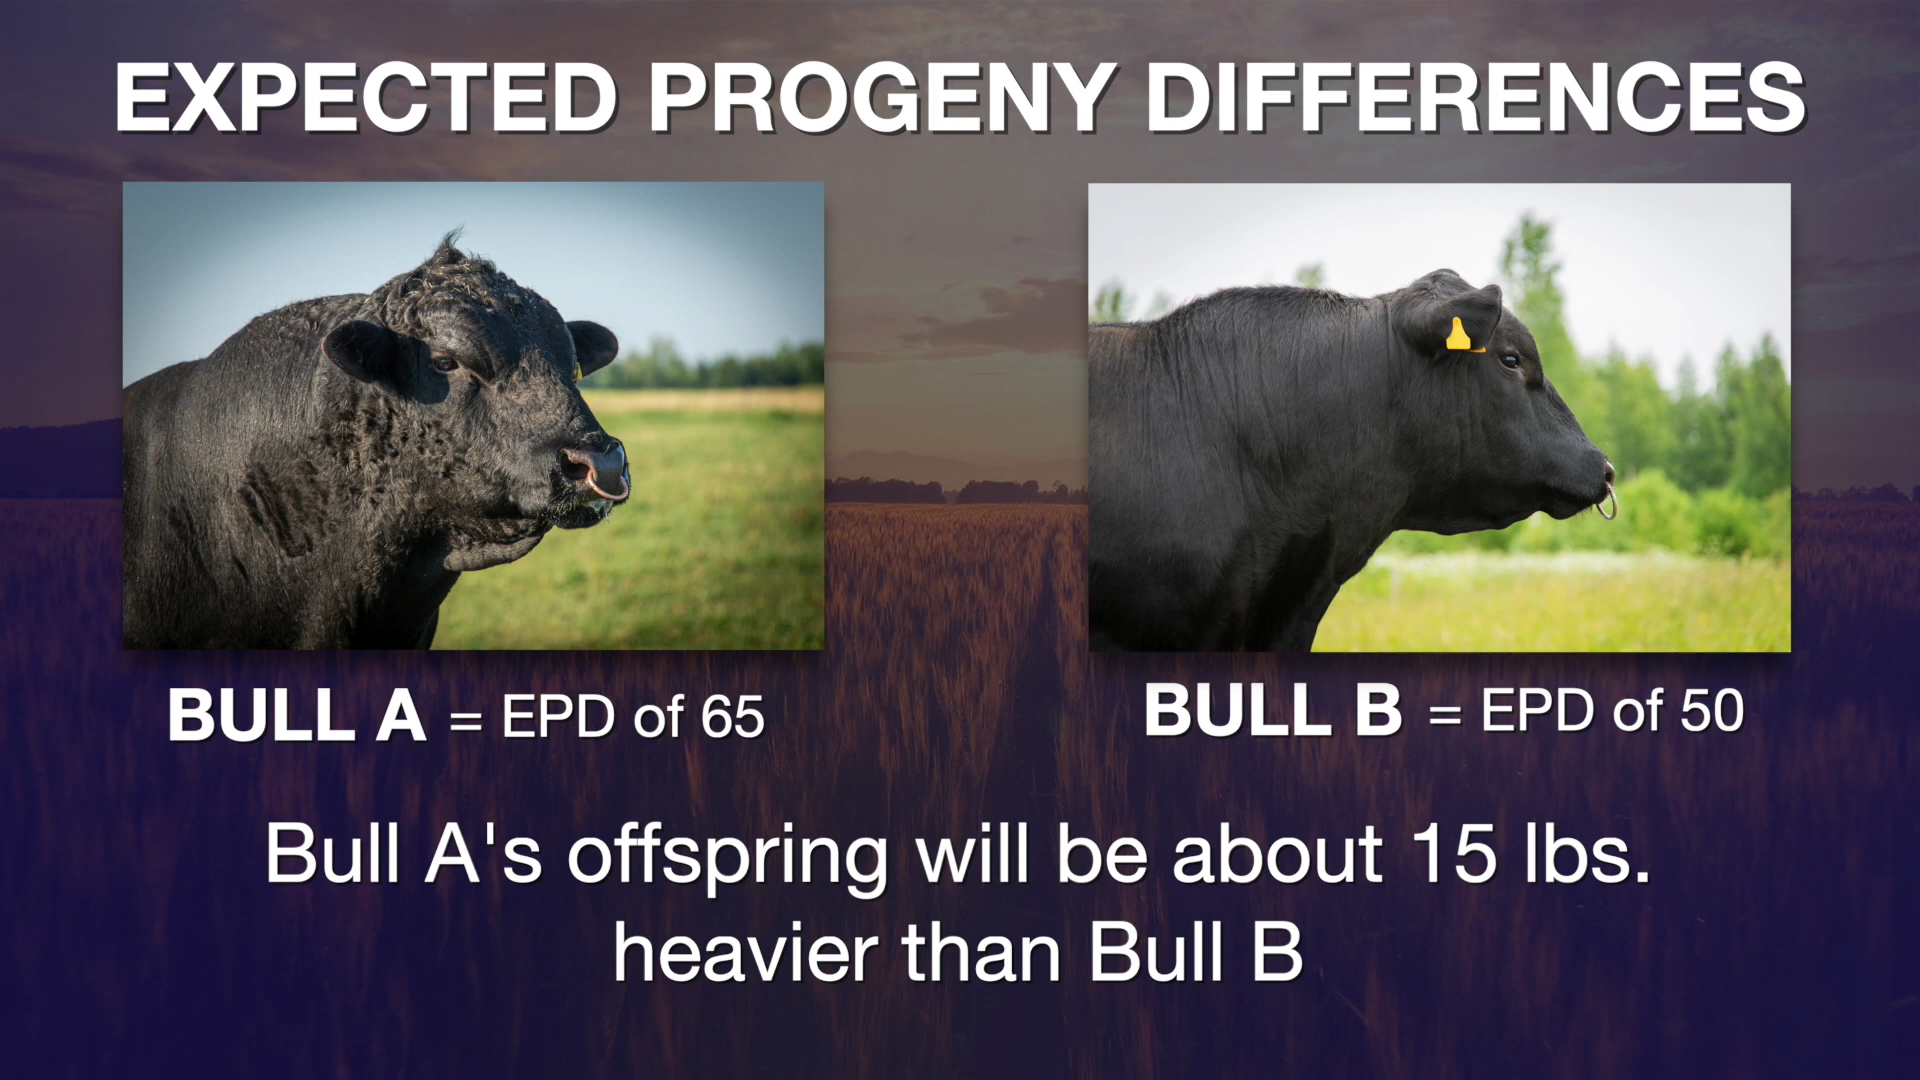 EXPECTED PROGENY DIFFERENCES
BULL A = EPD of 65
BULL B = EPD of 50
Bull A's offspring will be about 15 lbs.
heavier than Bull B